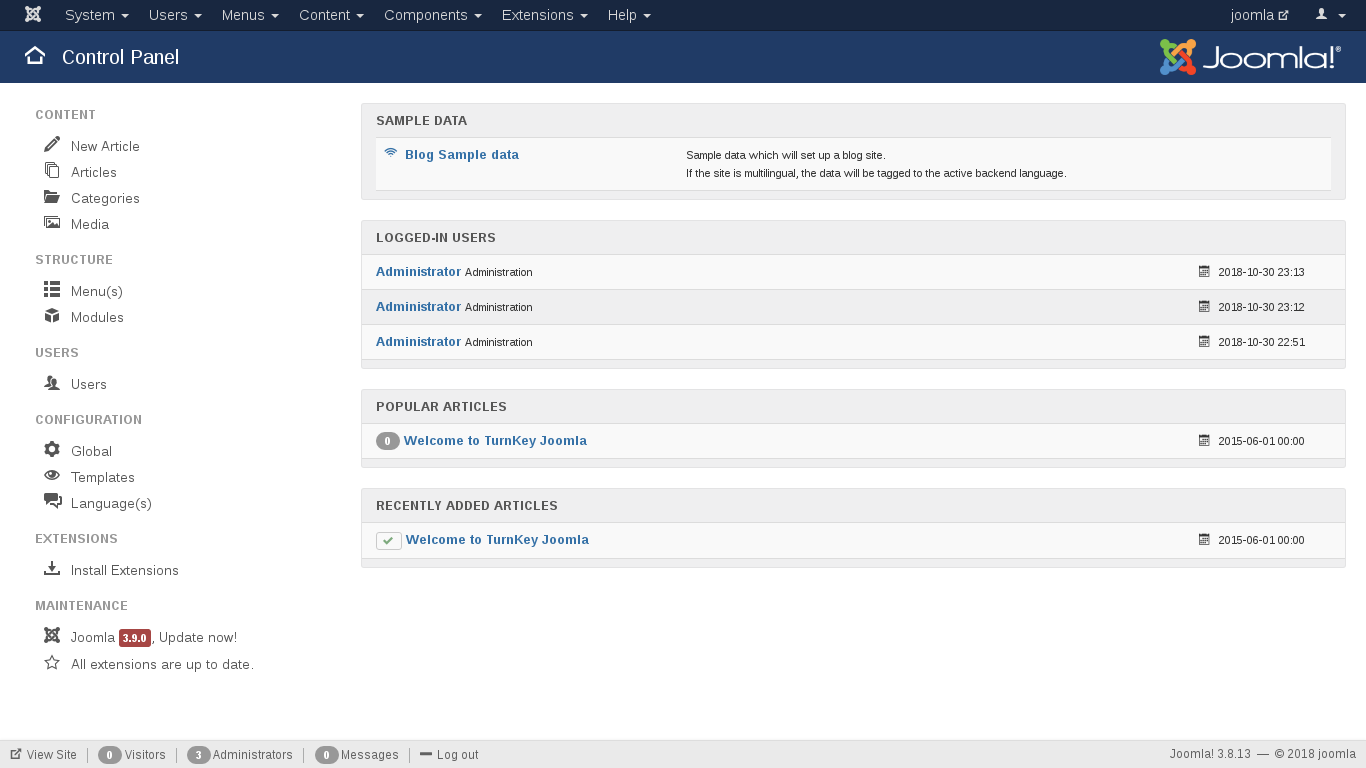 System Users Menus Content Components Extensions Help joomla
Control Panel Joomla!®
CONTENT
New Article
Articles
Categories
Media
STRUCTURE
Menu(s)
Modules
USERS
Users
CONFIGURATION
Global
Templates
Language(s)
EXTENSIONS
Install Extensions
MAINTENANCE
Joomla 3.9.0, Update now!
All extensions are up to date.
SAMPLE DATA
Blog Sample data Sample data which will set up a blog site.
If the site is multilingual, the data will be tagged to the active backend language.
LOGGED-IN USERS
Administrator Administration 2018-10-30 23:13
Administrator Administration 2018-10-30 23:12
Administrator Administration 2018-10-30 22:51
POPULAR ARTICLES
0 Welcome to TurnKey Joomla 2015-06-01 00:00
RECENTLY ADDED ARTICLES
Welcome to TurnKey Joomla 2015-06-01 00:00
View Site 0 Visitors 3 Administrators 0 Messages Log out Joomla! 3.8.13 — © 2018 joomla